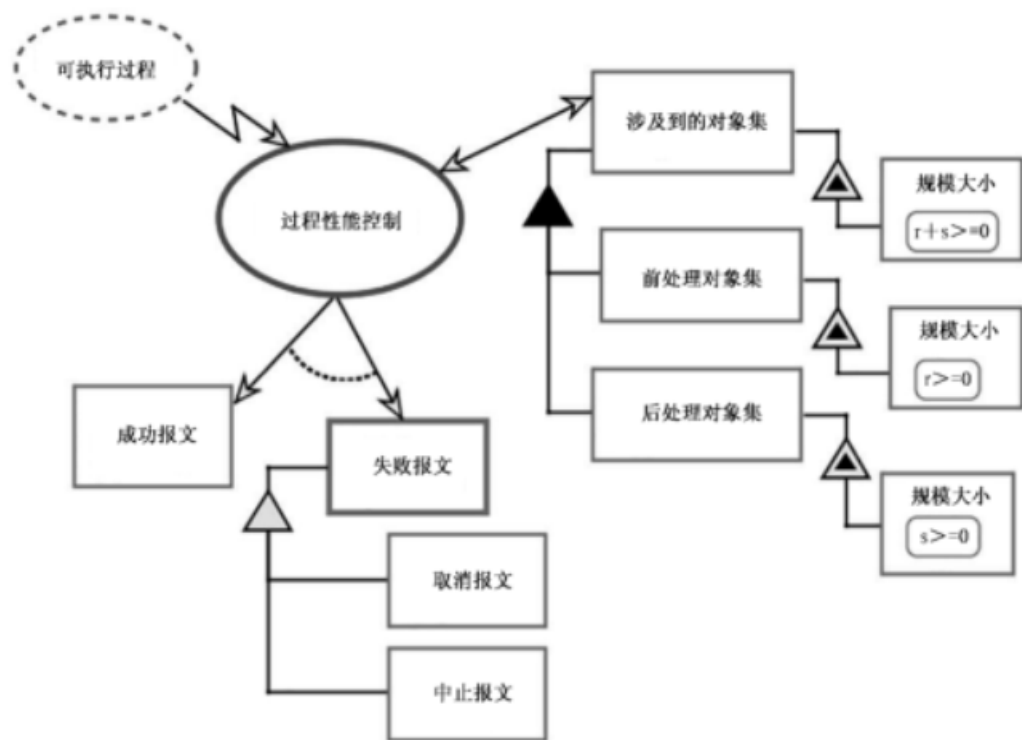 可执行过程
涉及到的对象集
规模大小
r+s>=0
过程性能控制
前处理对象集
规模大小
r>=0
后处理对象集
成功报文
失败报文
规模大小
s>=0
取消报文
中止报文